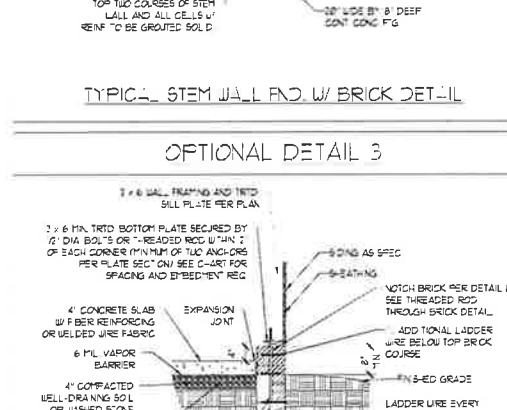 TOP TWO COURSES OF STEM
WALL AND ALL CELLS W/
REINF TO BE GROUTED SOLID
20" WIDE BY 8" DEEP
CONT CONC FTG
TYPICAL STEM WALL FND. W/ BRICK DETAIL
OPTIONAL DETAIL 3
2 x 6 WALL FRAMING AND TRTD
SILL PLATE PER PLAN
2 x 6 MIN. TRTD BOTTOM PLATE SECURED BY
1/2" DIA. BOLTS OR THREADED ROD WITHIN 12"
OF EACH CORNER (MINIMUM OF TWO ANCHORS
PER PLATE SECTION) SEE CHART FOR
SPACING AND EMBEDMENT REQ.
SIDING AS SPEC
SHEATHING
NOTCH BRICK PER DETAIL
SEE THREADED ROD
THROUGH BRICK DETAIL
4" CONCRETE SLAB
W/ FIBER REINFORCING
OR WELDED WIRE FABRIC
EXPANSION
JOINT
ADDITIONAL LADDER
WIRE BELOW TOP BRICK
COURSE
6 MIL. VAPOR
BARRIER
4"
8"
MIN.
FINISHED GRADE
4" COMPACTED
WELL-DRAINING SOIL
OR WASHED STONE
LADDER WIRE EVERY